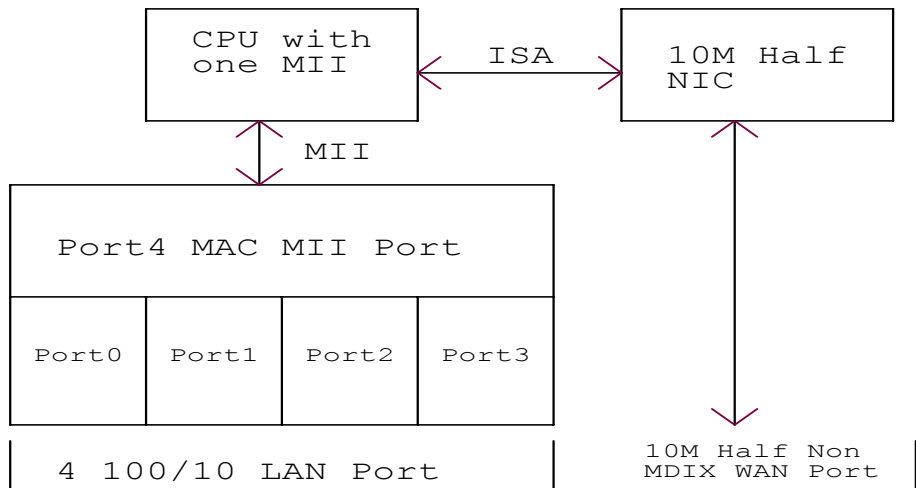 CPU with
one MII
ISA
10M Half
NIC
MII
Port4 MAC MII Port
Port0
Port1
Port2
Port3
4 100/10 LAN Port
10M Half Non
MDIX WAN Port